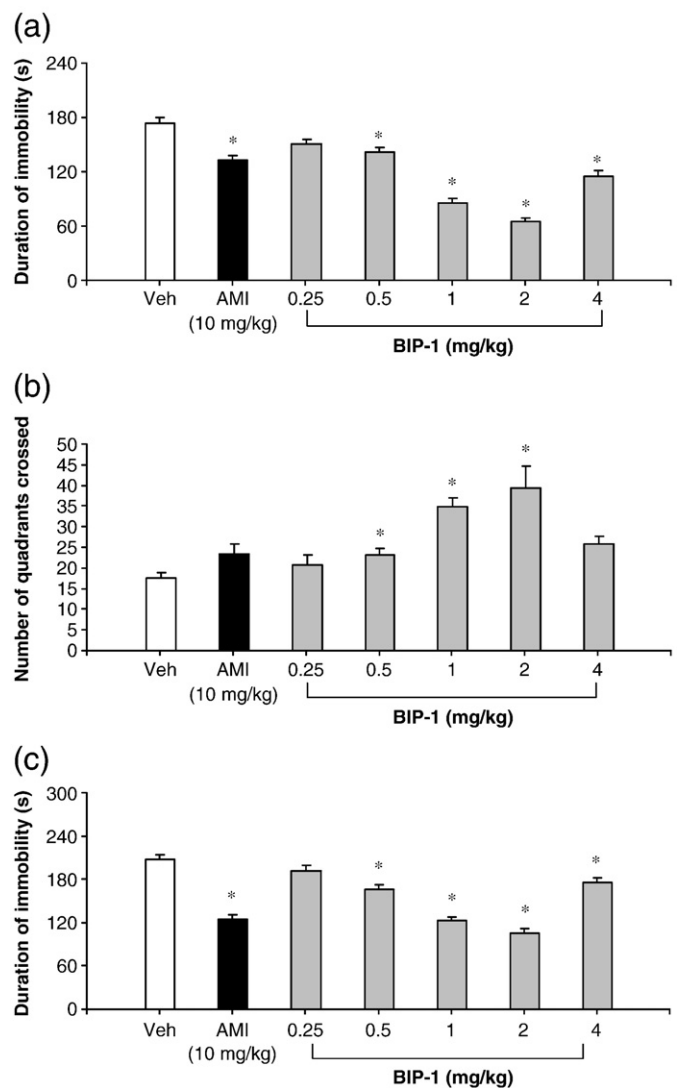 (a)
Duration of immobility (s)
240
180
120
60
0
*
*
*
*
*
Veh AMI 0.25 0.5 1 2 4
(10 mg/kg)
BIP-1 (mg/kg)
(b)
Number of quadrants crossed
50
45
40
35
30
25
20
15
10
5
0
*
*
*
Veh AMI 0.25 0.5 1 2 4
(10 mg/kg)
BIP-1 (mg/kg)
(c)
Duration of immobility (s)
300
240
180
120
60
0
*
*
*
*
*
Veh AMI 0.25 0.5 1 2 4
(10 mg/kg)
BIP-1 (mg/kg)